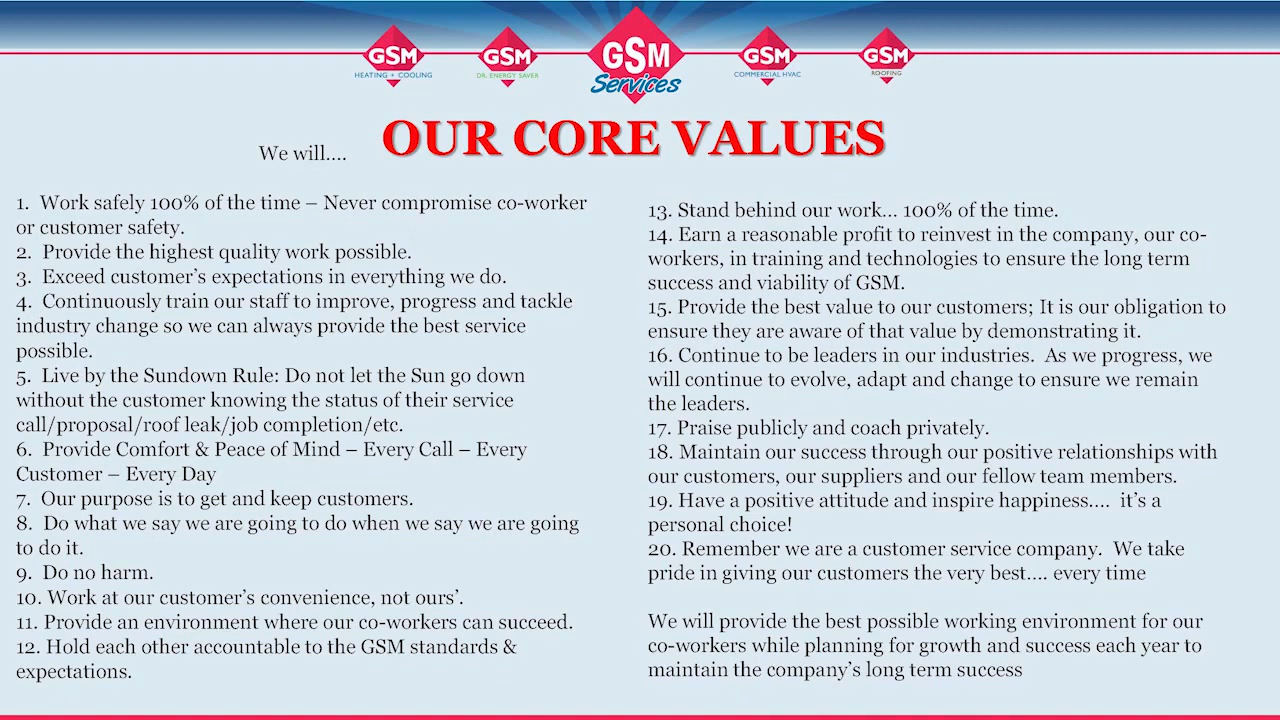 GSM
HEATING + COOLING
GSM
DR. ENERGY SAVER
GSM
Services
GSM
COMMERCIAL HVAC
GSM
ROOFING
We will....
OUR CORE VALUES
1.  Work safely 100% of the time – Never compromise co-worker
or customer safety.
2.  Provide the highest quality work possible.
3.  Exceed customer’s expectations in everything we do.
4.  Continuously train our staff to improve, progress and tackle
industry change so we can always provide the best service
possible.
5.  Live by the Sundown Rule: Do not let the Sun go down
without the customer knowing the status of their service
call/proposal/roof leak/job completion/etc.
6.  Provide Comfort & Peace of Mind – Every Call – Every
Customer – Every Day
7.  Our purpose is to get and keep customers.
8.  Do what we say we are going to do when we say we are going
to do it.
9.  Do no harm.
10. Work at our customer’s convenience, not ours’.
11. Provide an environment where our co-workers can succeed.
12. Hold each other accountable to the GSM standards &
expectations.
13. Stand behind our work… 100% of the time.
14. Earn a reasonable profit to reinvest in the company, our co-
workers, in training and technologies to ensure the long term
success and viability of GSM.
15. Provide the best value to our customers; It is our obligation to
ensure they are aware of that value by demonstrating it.
16. Continue to be leaders in our industries.  As we progress, we
will continue to evolve, adapt and change to ensure we remain
the leaders.
17. Praise publicly and coach privately.
18. Maintain our success through our positive relationships with
our customers, our suppliers and our fellow team members.
19. Have a positive attitude and inspire happiness….  it’s a
personal choice!
20. Remember we are a customer service company.  We take
pride in giving our customers the very best…. every time
We will provide the best possible working environment for our
co-workers while planning for growth and success each year to
maintain the company’s long term success